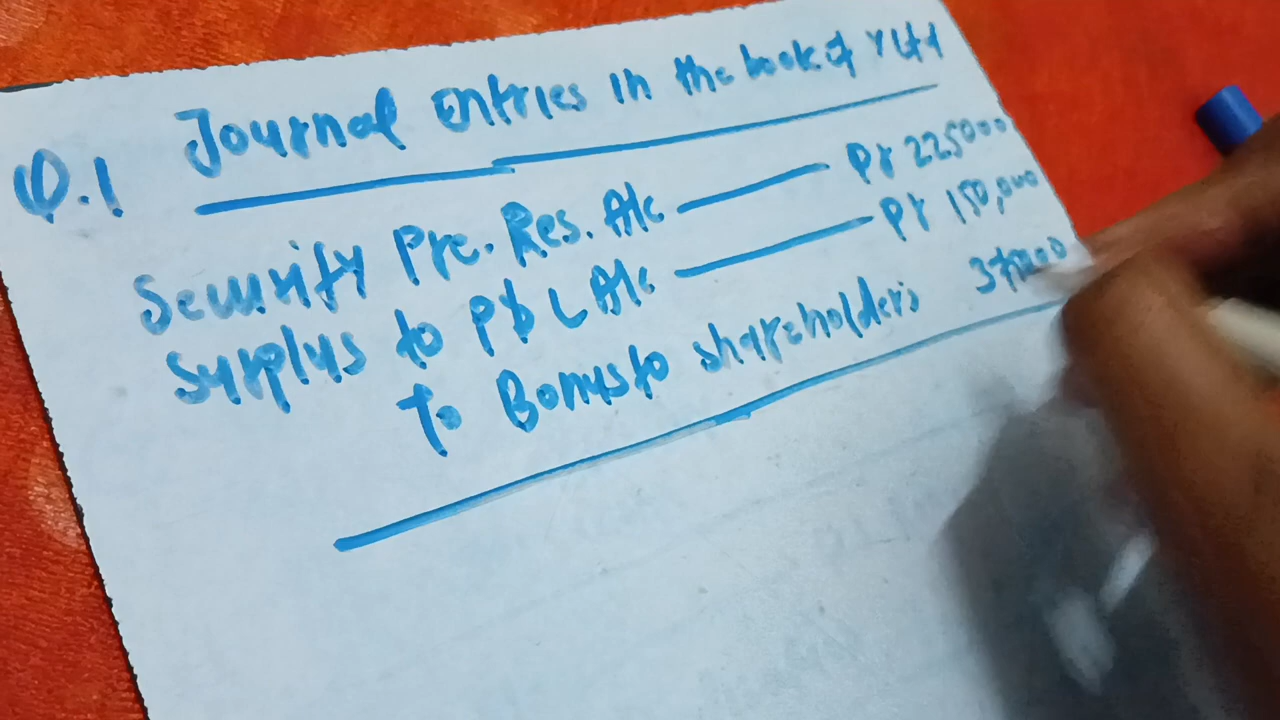 Q.1 Journal Entries in the book of Y Ltd
Security Pre. Res. A/c — Dr 225000
Surplus to P & L A/c — Dr 150,000
To Bonus to shareholders 375000